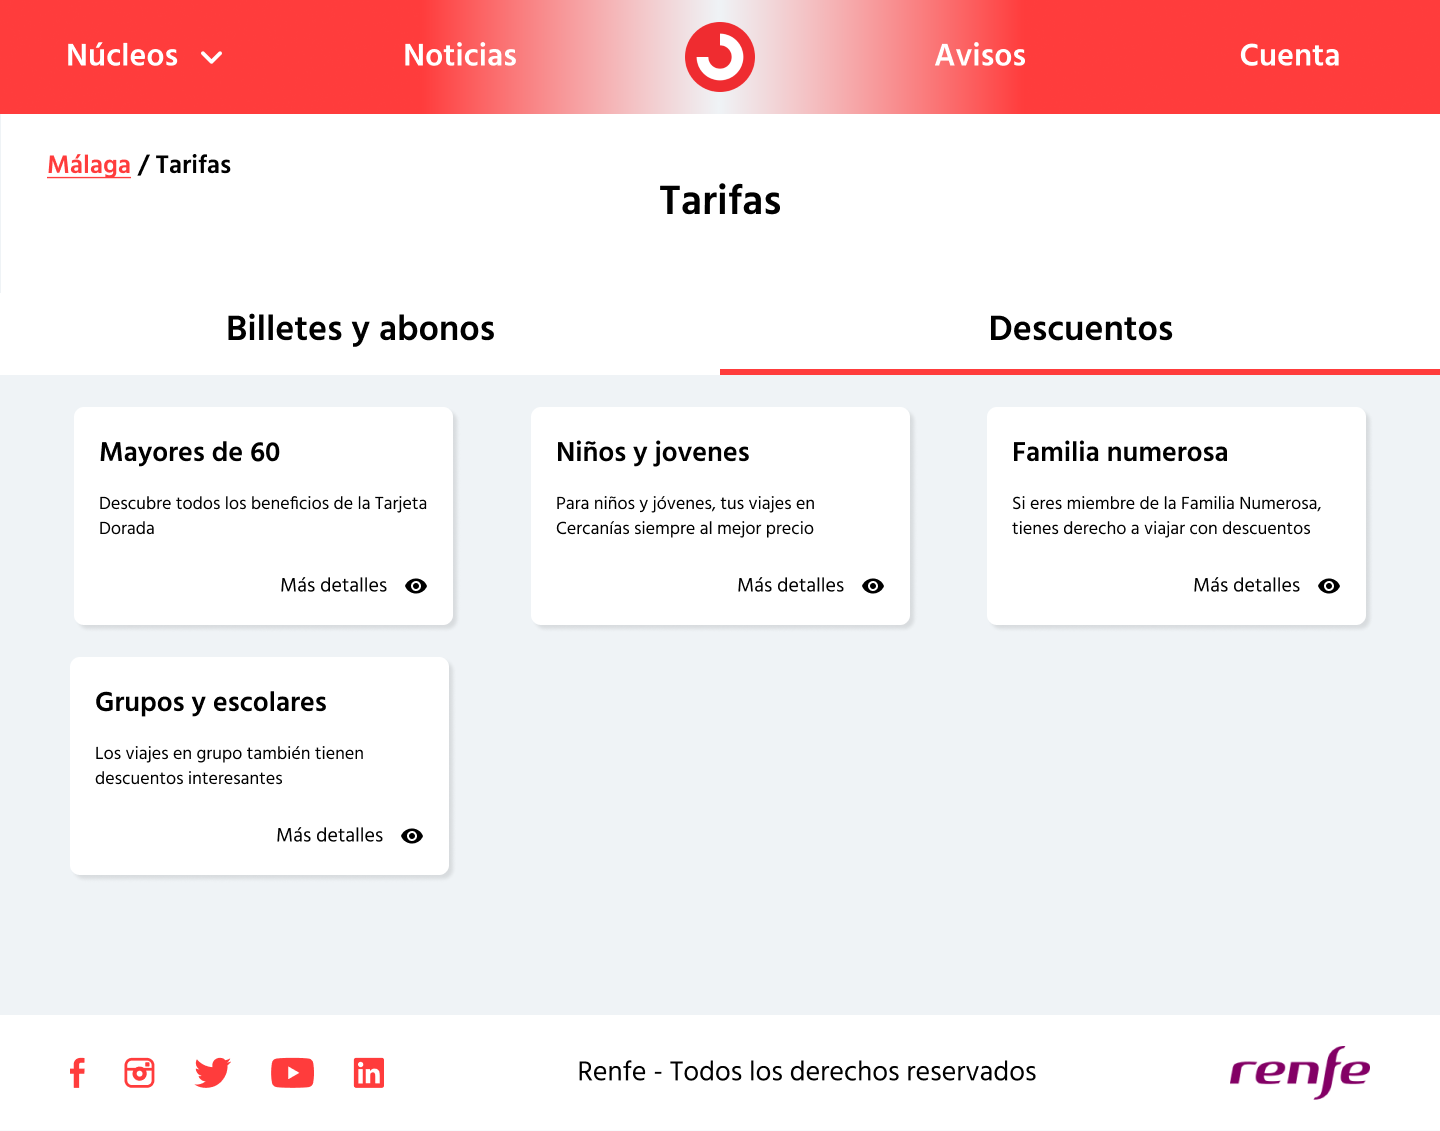 Núcleos Noticias Avisos Cuenta
Málaga / Tarifas
Tarifas
Billetes y abonos
Descuentos
Mayores de 60
Descubre todos los beneficios de la Tarjeta
Dorada
Más detalles
Niños y jovenes
Para niños y jóvenes, tus viajes en
Cercanías siempre al mejor precio
Más detalles
Familia numerosa
Si eres miembre de la Familia Numerosa,
tienes derecho a viajar con descuentos
Más detalles
Grupos y escolares
Los viajes en grupo también tienen
descuentos interesantes
Más detalles
Renfe - Todos los derechos reservados
renfe